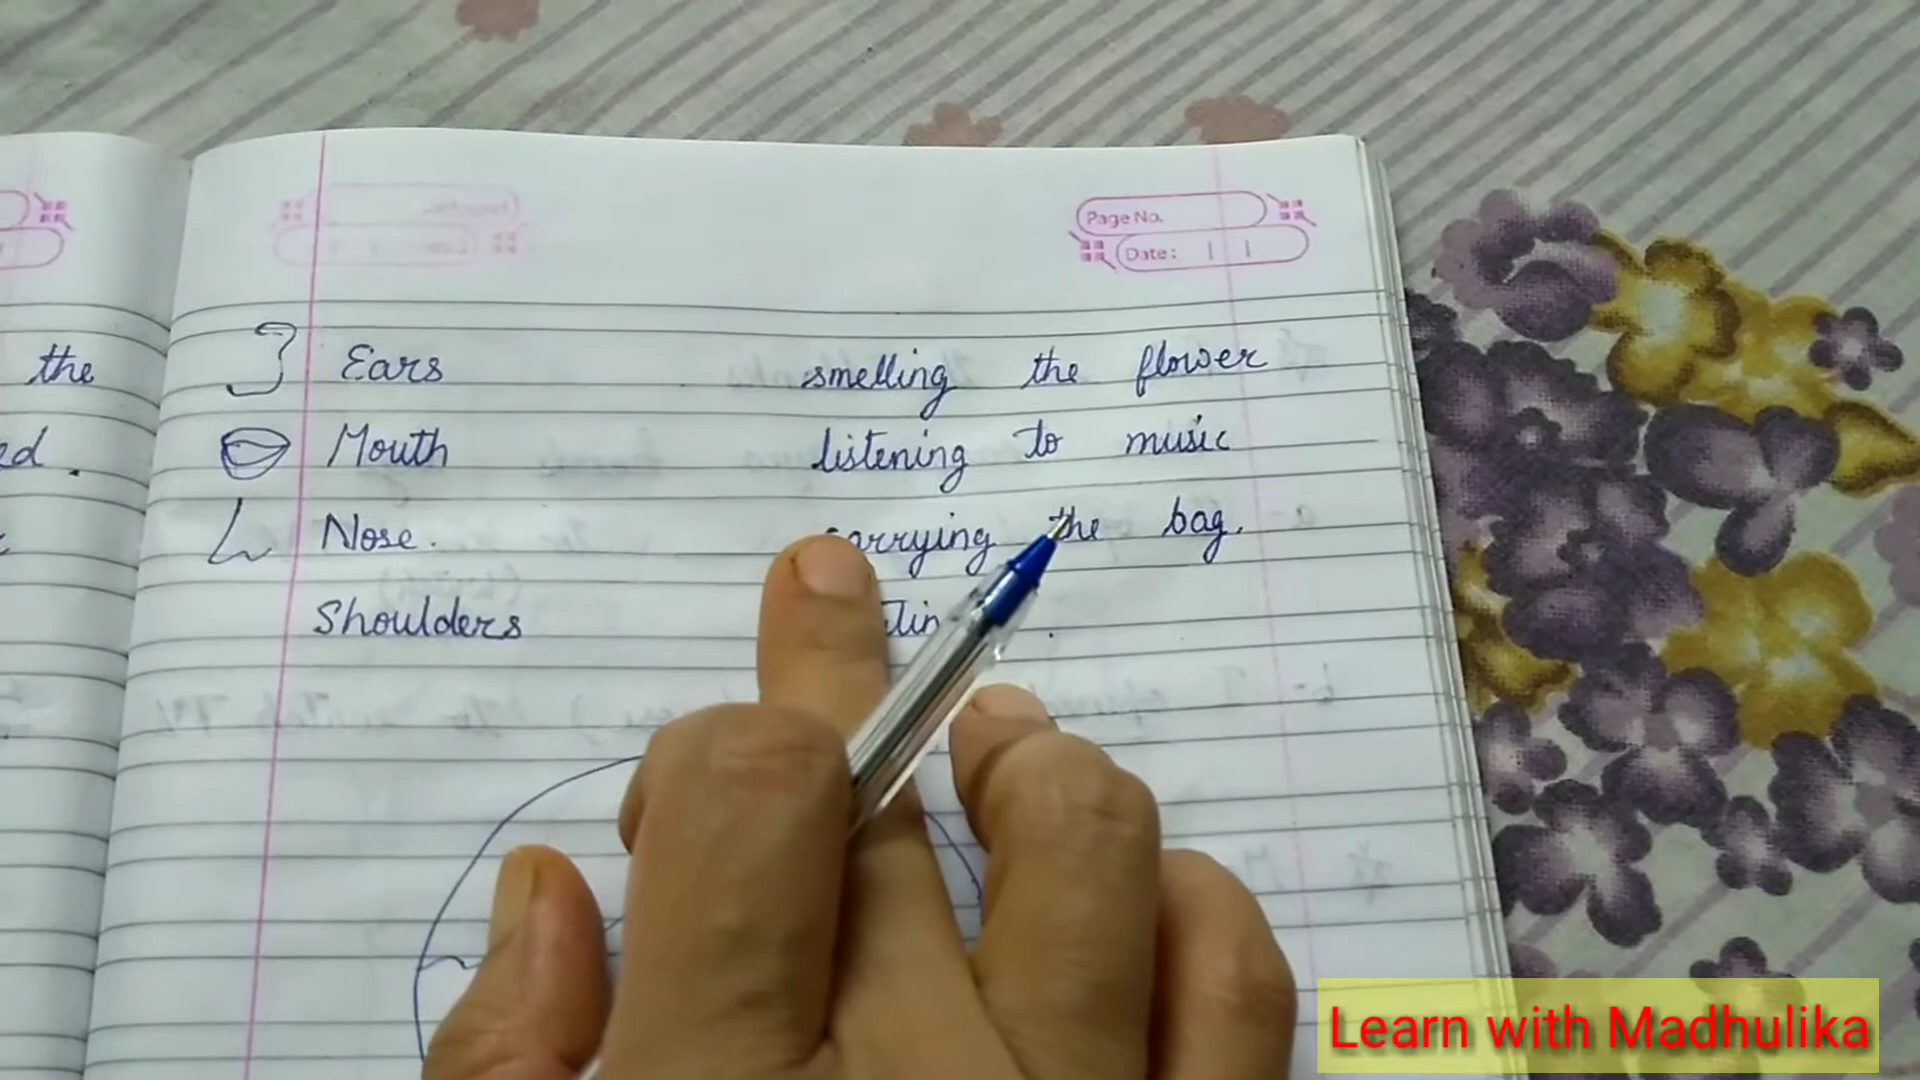 Page No.
Date:
the
ed.
Ears smelling the flower
Mouth listening to music
Nose. carrying the bag.
Shoulders
Learn with Madhulika